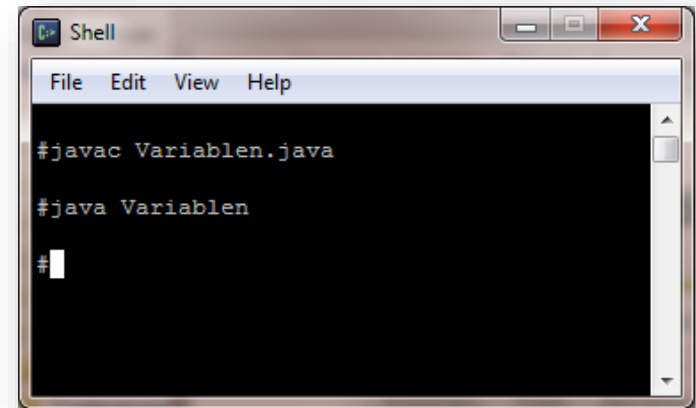 Shell
File Edit View Help
#javac Variablen.java
#java Variablen
#